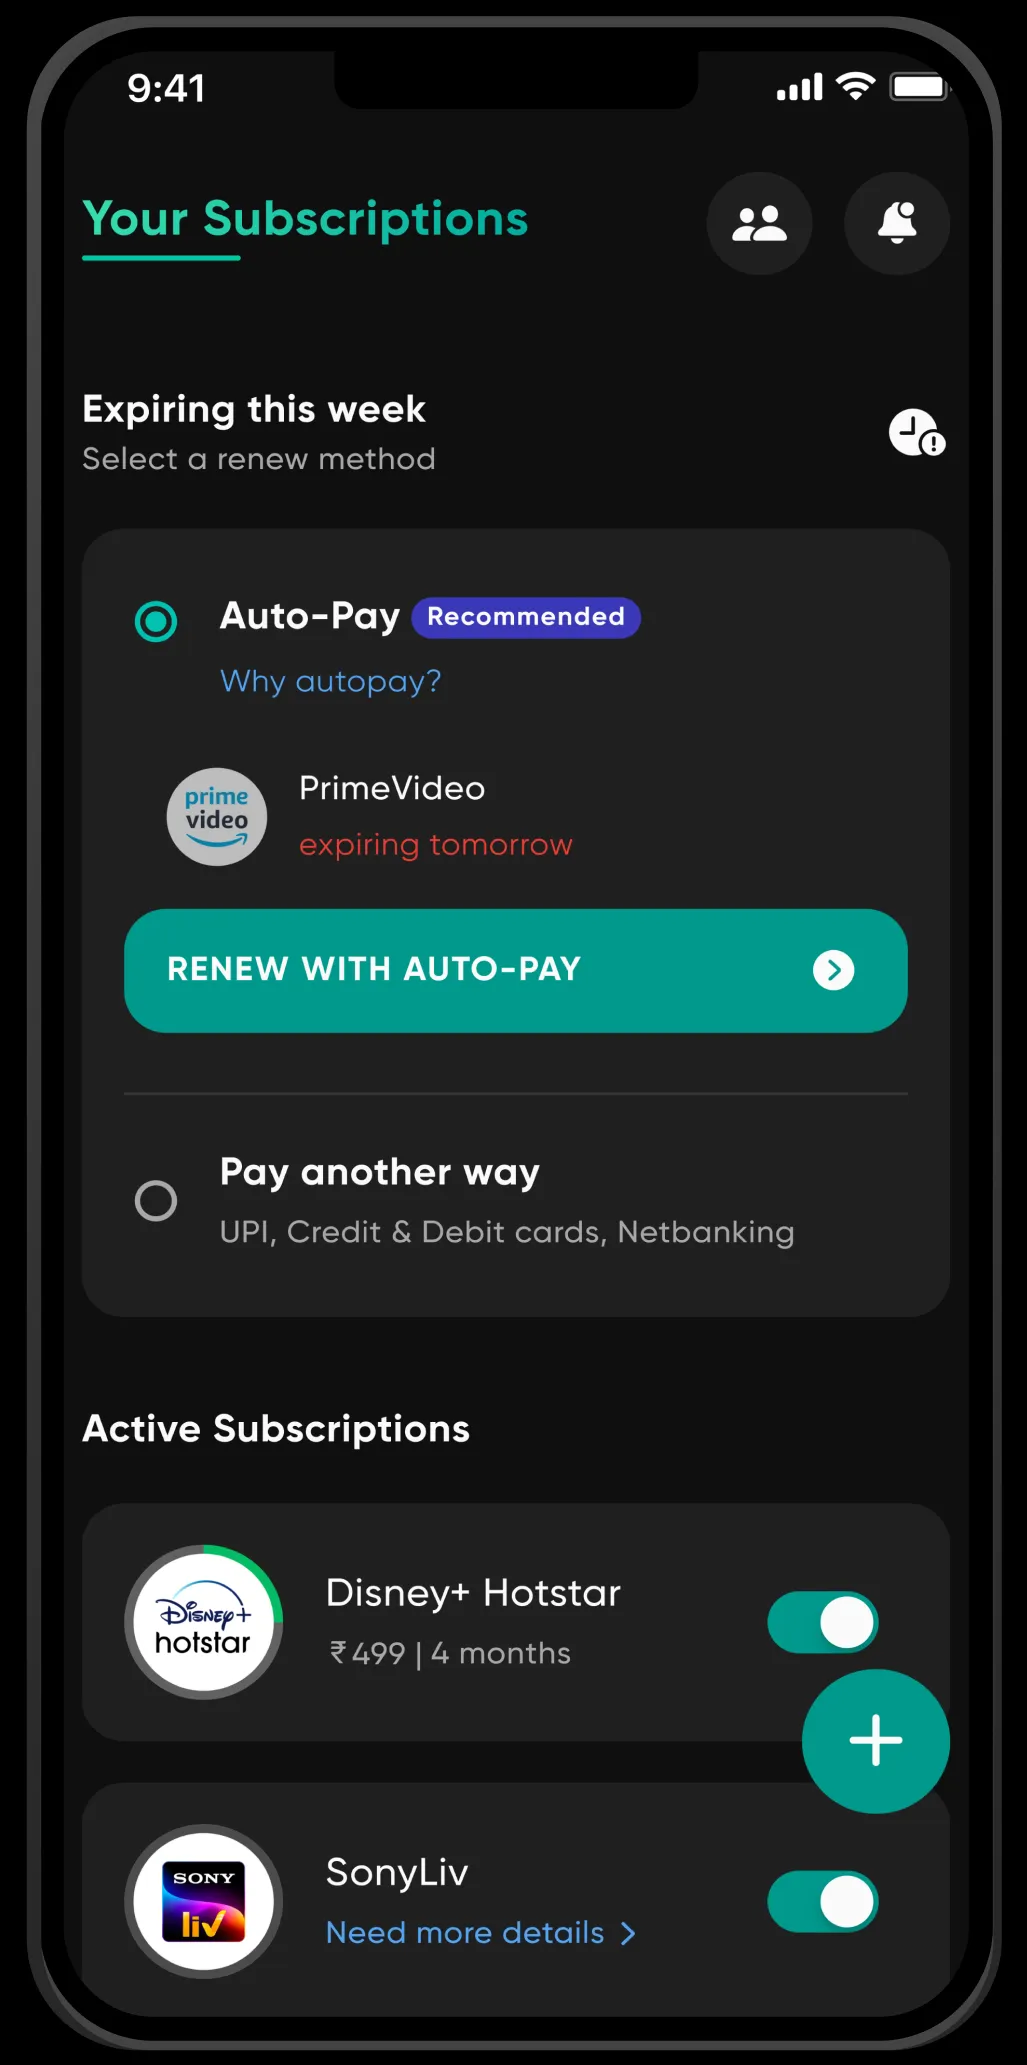 9:41
Your Subscriptions
Expiring this week
Select a renew method
Auto-Pay Recommended
Why autopay?
prime
video
PrimeVideo
expiring tomorrow
RENEW WITH AUTO-PAY
Pay another way
UPI, Credit & Debit cards, Netbanking
Active Subscriptions
Disney+
hotstar
Disney+ Hotstar
₹499 | 4 months
SONY
liv
SonyLiv
Need more details